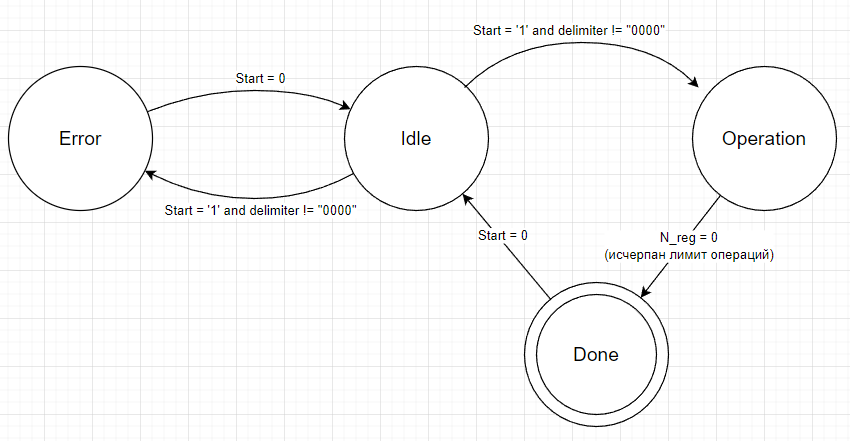 Start = '1' and delimiter != "0000"
Start = 0
Error
Idle
Operation
Start = '1' and delimiter != "0000"
Start = 0
N_reg = 0
(исчерпан лимит операций)
Done